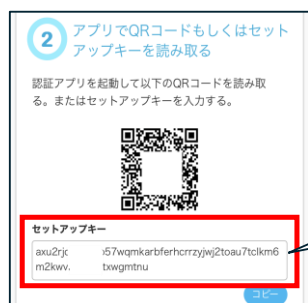 2
アプリでQRコードもしくはセット
アップキーを読み取る
認証アプリを起動して以下のQRコードを読み取
る。またはセットアップキーを入力する。
セットアップキー
axu2rjc ›57wqmkarbferhcrrzyjwj2toau7tclkm6
m2kwv. txwgmtnu
コピー